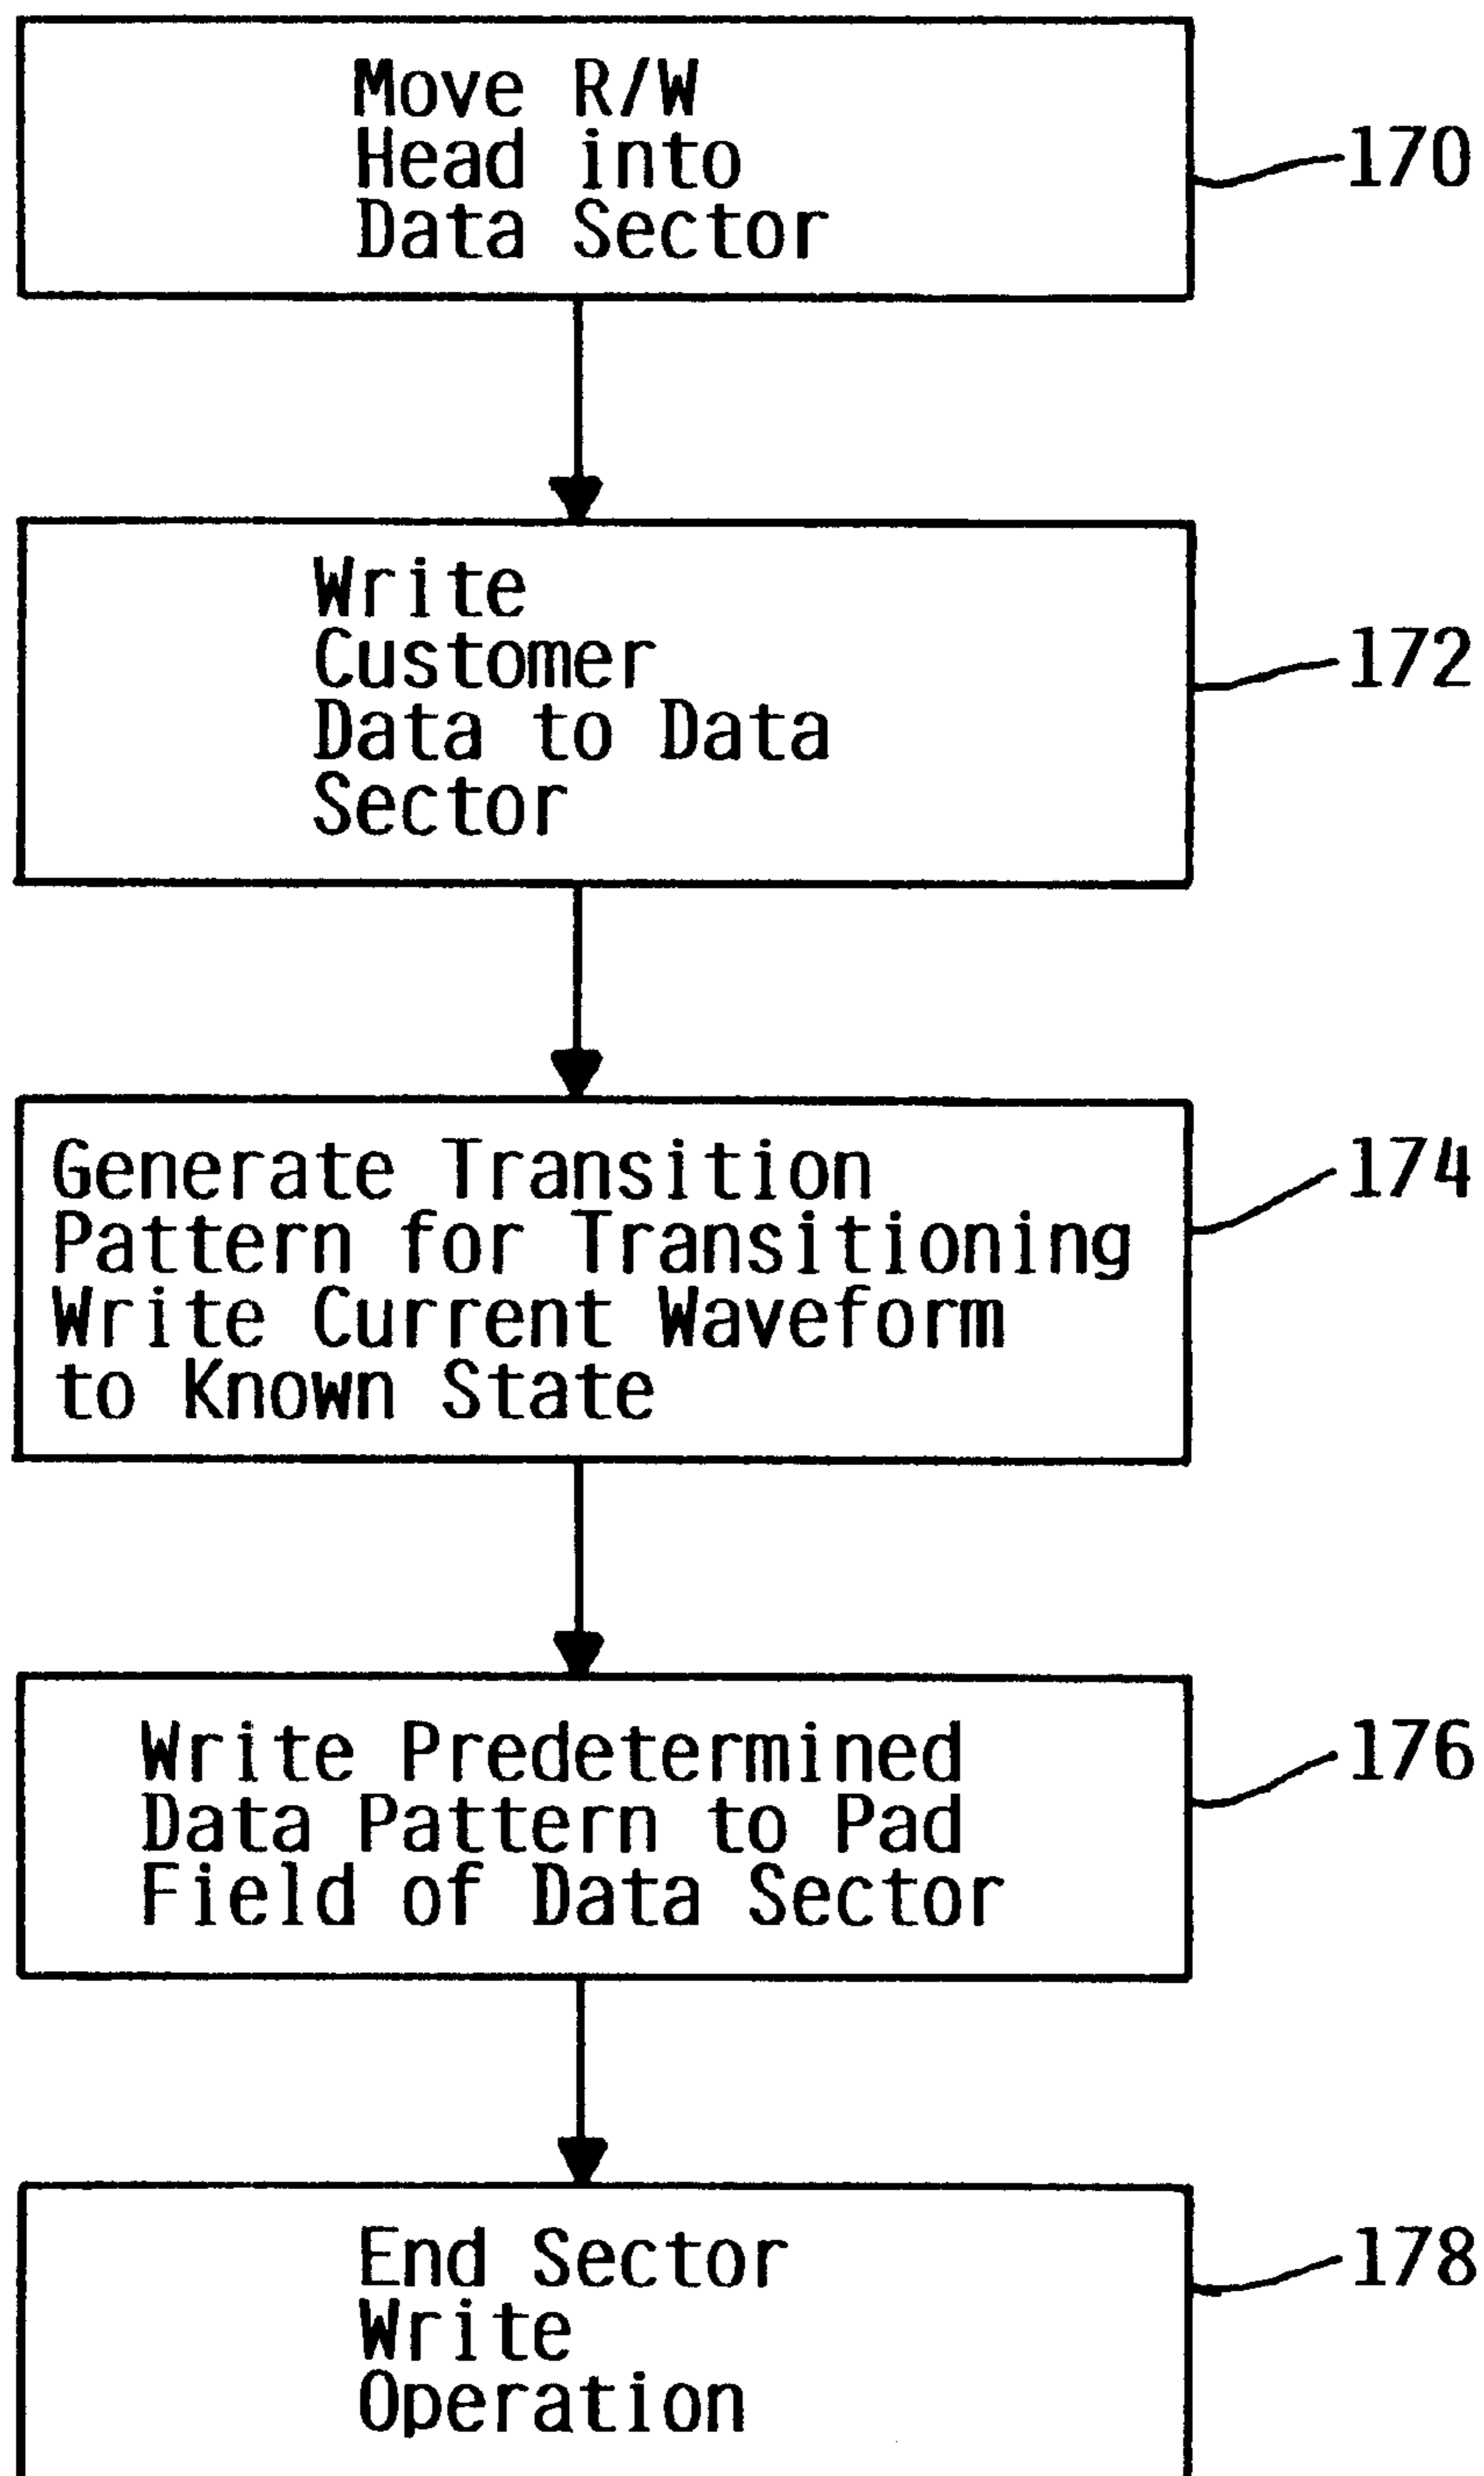 Move R/W
Head into
Data Sector
170
Write
Customer
Data to Data
Sector
172
Generate Transition
Pattern for Transitioning
Write Current Waveform
to Known State
174
Write Predetermined
Data Pattern to Pad
Field of Data Sector
176
End Sector
Write
Operation
178